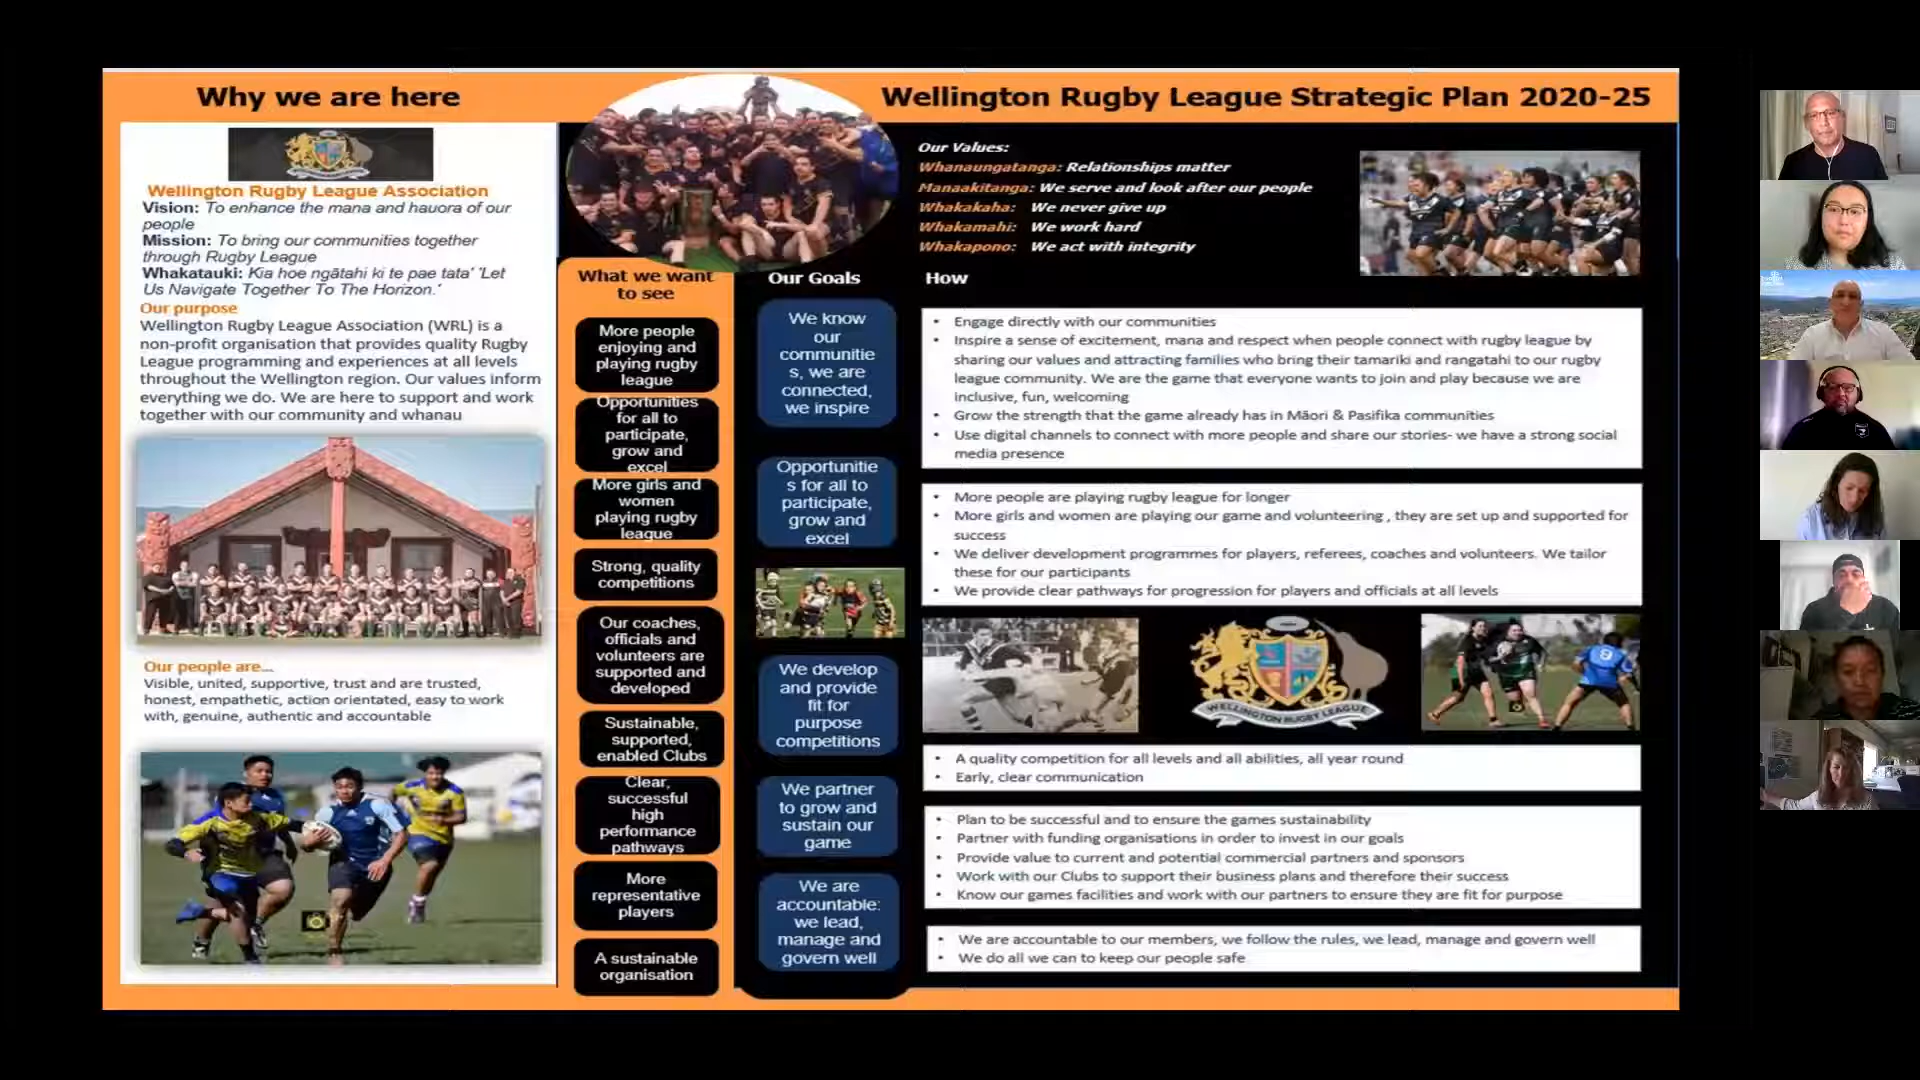 Why we are here
Wellington Rugby League Strategic Plan 2020-25
Wellington Rugby League Association
Vision: To enhance the mana and hauora of our
people
Mission: To bring our communities together
through Rugby League
Whakatauki: Kia hoe ngātahi ki te pae tata' 'Let
Us Navigate Together To The Horizon.'
Our purpose
Wellington Rugby League Association (WRL) is a
non-profit organisation that provides quality Rugby
League programming and experiences at all levels
throughout the Wellington region. Our values inform
everything we do. We are here to support and work
together with our community and whanau
Our people are...
Visible, united, supportive, trust and are trusted,
honest, empathetic, action orientated, easy to work
with, genuine, authentic and accountable
What we want
to see
More people
enjoying and
playing rugby
league
Opportunities
for all to
participate,
grow and
excel
More girls and
women
playing rugby
league
Strong, quality
competitions
Our coaches,
officials and
volunteers are
supported and
developed
Sustainable,
supported,
enabled Clubs
Clear,
successful
high
performance
pathways
More
representative
players
A sustainable
organisation
Our Values:
Whanaungatanga: Relationships matter
Manaakitanga: We serve and look after our people
Whakakaha: We never give up
Whakamahi: We work hard
Whakapono: We act with integrity
Our Goals
We know
our
communitie
s, we are
connected,
we inspire
Opportunitie
s for all to
participate,
grow and
excel
We develop
and provide
fit for
purpose
competitions
We partner
to grow and
sustain our
game
We are
accountable:
we lead,
manage and
govern well
How
• Engage directly with our communities
• Inspire a sense of excitement, mana and respect when people connect with rugby league by
sharing our values and attracting families who bring their tamariki and rangatahi to our rugby
league community. We are the game that everyone wants to join and play because we are
inclusive, fun, welcoming
• Grow the strength that the game already has in Māori & Pasifika communities
• Use digital channels to connect with more people and share our stories- we have a strong social
media presence
• More people are playing rugby league for longer
• More girls and women are playing our game and volunteering , they are set up and supported for
success
• We deliver development programmes for players, referees, coaches and volunteers. We tailor
these for our participants
• We provide clear pathways for progression for players and officials at all levels
WELLINGTON RUGBY LEAGUE
• A quality competition for all levels and all abilities, all year round
• Early, clear communication
• Plan to be successful and to ensure the games sustainability
• Partner with funding organisations in order to invest in our goals
• Provide value to current and potential commercial partners and sponsors
• Work with our Clubs to support their business plans and therefore their success
• Know our games facilities and work with our partners to ensure they are fit for purpose
• We are accountable to our members, we follow the rules, we lead, manage and govern well
• We do all we can to keep our people safe